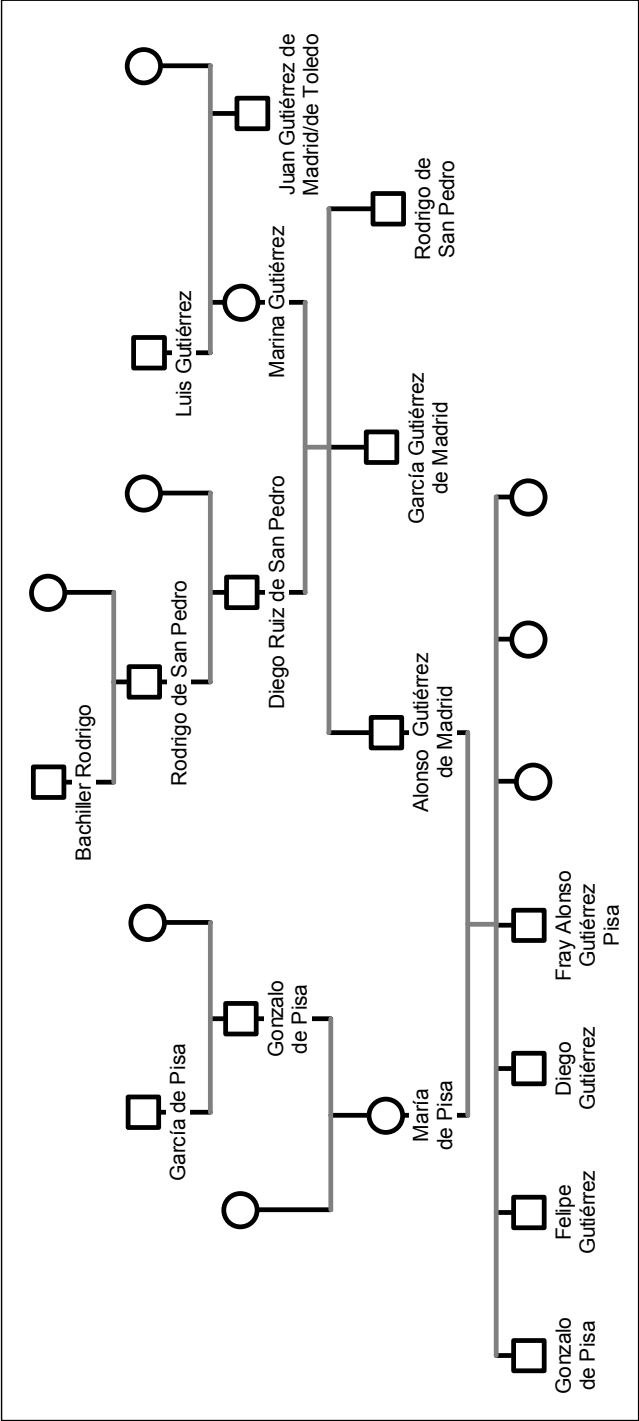 Bachiller Rodrigo
García de Pisa
Rodrigo de San Pedro
Luis Gutiérrez
Gonzalo
de Pisa
Diego Ruiz de San Pedro
Marina Gutiérrez
Juan Gutiérrez de
Madrid/de Toledo
María
de Pisa
Alonso Gutiérrez
de Madrid
García Gutiérrez
de Madrid
Rodrigo de
San Pedro
Gonzalo
de Pisa
Felipe
Gutiérrez
Diego
Gutiérrez
Fray Alonso
Gutiérrez
Pisa